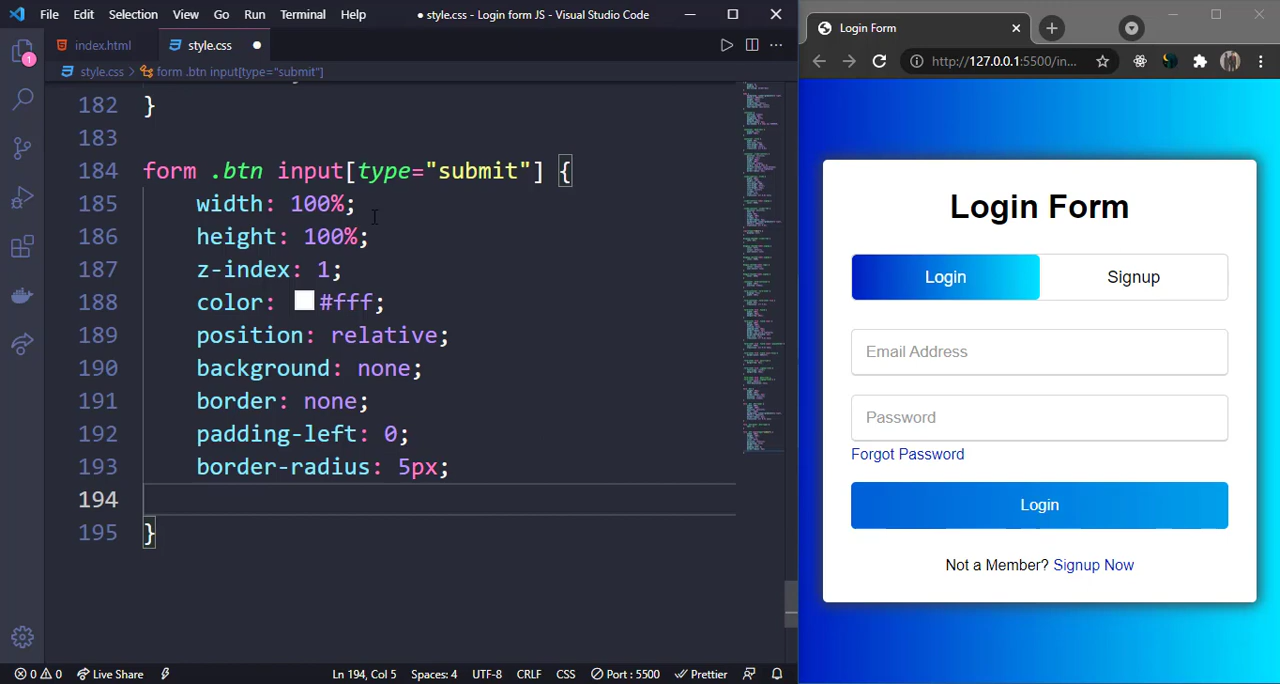 File Edit Selection View Go Run Terminal Help ● style.css - Login form JS - Visual Studio Code
index.html style.css
style.css > form .btn input[type="submit"]
182 }
183
184 form .btn input[type="submit"] {
185 width: 100%;
186 height: 100%;
187 z-index: 1;
188 color: #fff;
189 position: relative;
190 background: none;
191 border: none;
192 padding-left: 0;
193 border-radius: 5px;
194
195 }
1
0 0 Live Share Ln 194, Col 5 Spaces: 4 UTF-8 CRLF CSS Port : 5500 Prettier
Login Form
http://127.0.0.1:5500/in...
Login Form
Login Signup
Email Address
Password
Forgot Password
Login
Not a Member? Signup Now